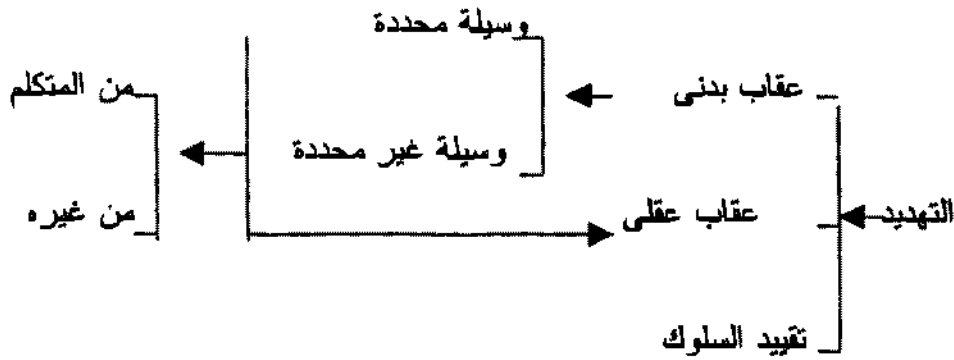 وسيلة محددة
عقاب بدنى
من المتكلم
وسيلة غير محددة
التهديد
عقاب عقلى
من غيره
تقييد السلوك